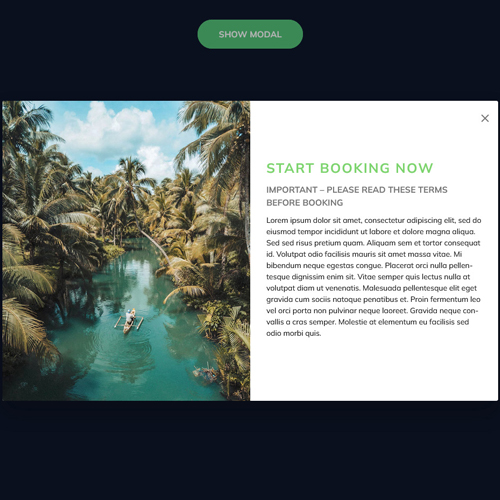 SHOW MODAL
START BOOKING NOW
IMPORTANT – PLEASE READ THESE TERMS
BEFORE BOOKING
Lorem ipsum dolor sit amet, consectetur adipiscing elit, sed do
eiusmod tempor incididunt ut labore et dolore magna aliqua.
Sed sed risus pretium quam. Aliquam sem et tortor consequat
id. Volutpat odio facilisis mauris sit amet massa vitae. Mi
bibendum neque egestas congue. Placerat orci nulla pellen-
tesque dignissim enim sit. Vitae semper quis lectus nulla at
volutpat diam ut venenatis. Malesuada pellentesque elit eget
gravida cum sociis natoque penatibus et. Proin fermentum leo
vel orci porta non pulvinar neque laoreet. Gravida neque con-
vallis a cras semper. Molestie at elementum eu facilisis sed
odio morbi quis.